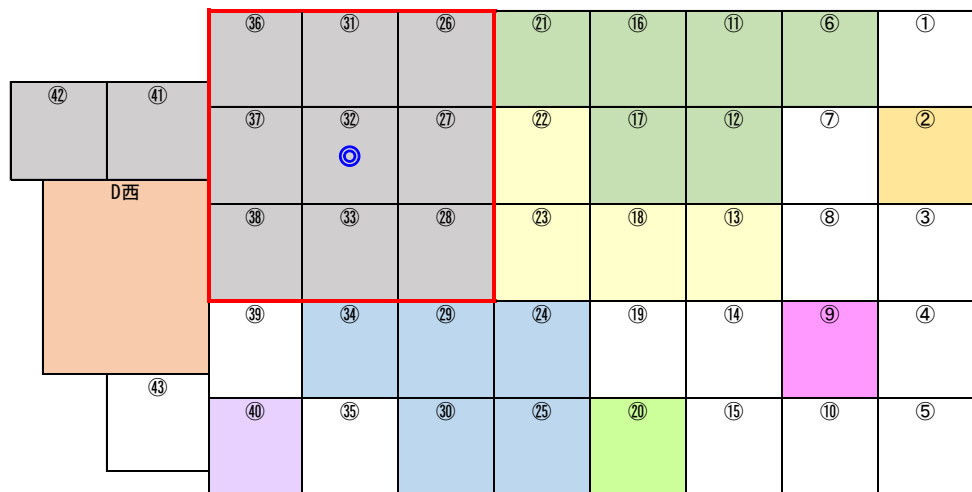 ㊱ ㉛ ㉖ ㉑ ⑯ ⑪ ⑥ ①
㊷ ㊶
㊲ ㉜ ㉗ ㉒ ⑰ ⑫ ⑦ ②
◎
D西
㊳ ㉝ ㉘ ㉓ ⑱ ⑬ ⑧ ③
㊴ ㉞ ㉙ ㉔ ⑲ ⑭ ⑨ ④
㊸
㊵ ㉟ ㉚ ㉕ ⑳ ⑮ ⑩ ⑤